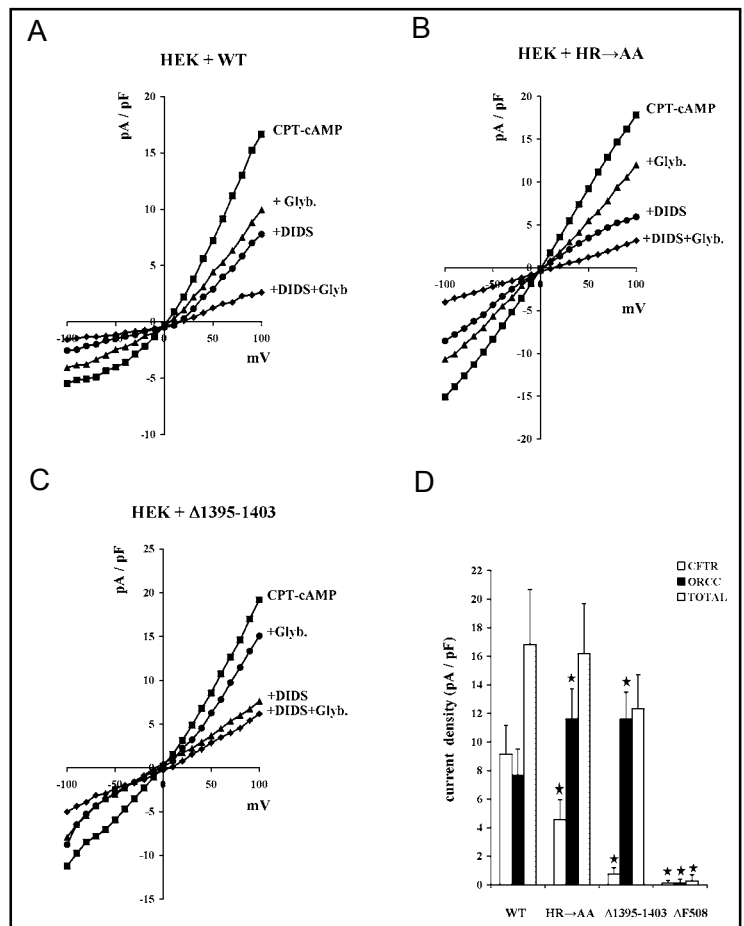 A
HEK + WT
pA / pF
20
15
10
5
-5
-10
-100
-50
0
50
100
mV
CPT-cAMP
+ Glyb.
+DIDS
+DIDS+Glyb
B
HEK + HR→AA
pA / pF
20
15
10
5
0
-5
-10
-15
-20
-100
-50
0
50
100
mV
CPT-cAMP
+Glyb.
+DIDS
+DIDS+Glyb.
C
HEK + Δ1395-1403
pA / pF
25
20
15
10
5
0
-5
-10
-15
-100
-50
0
50
100
mV
CPT-cAMP
+Glyb.
+DIDS
+DIDS+Glyb.
D
current density (pA / pF)
22
20
18
16
14
12
10
8
6
4
2
0
CFTR
ORCC
TOTAL
WT HR→AA Δ1395-1403 ΔF508